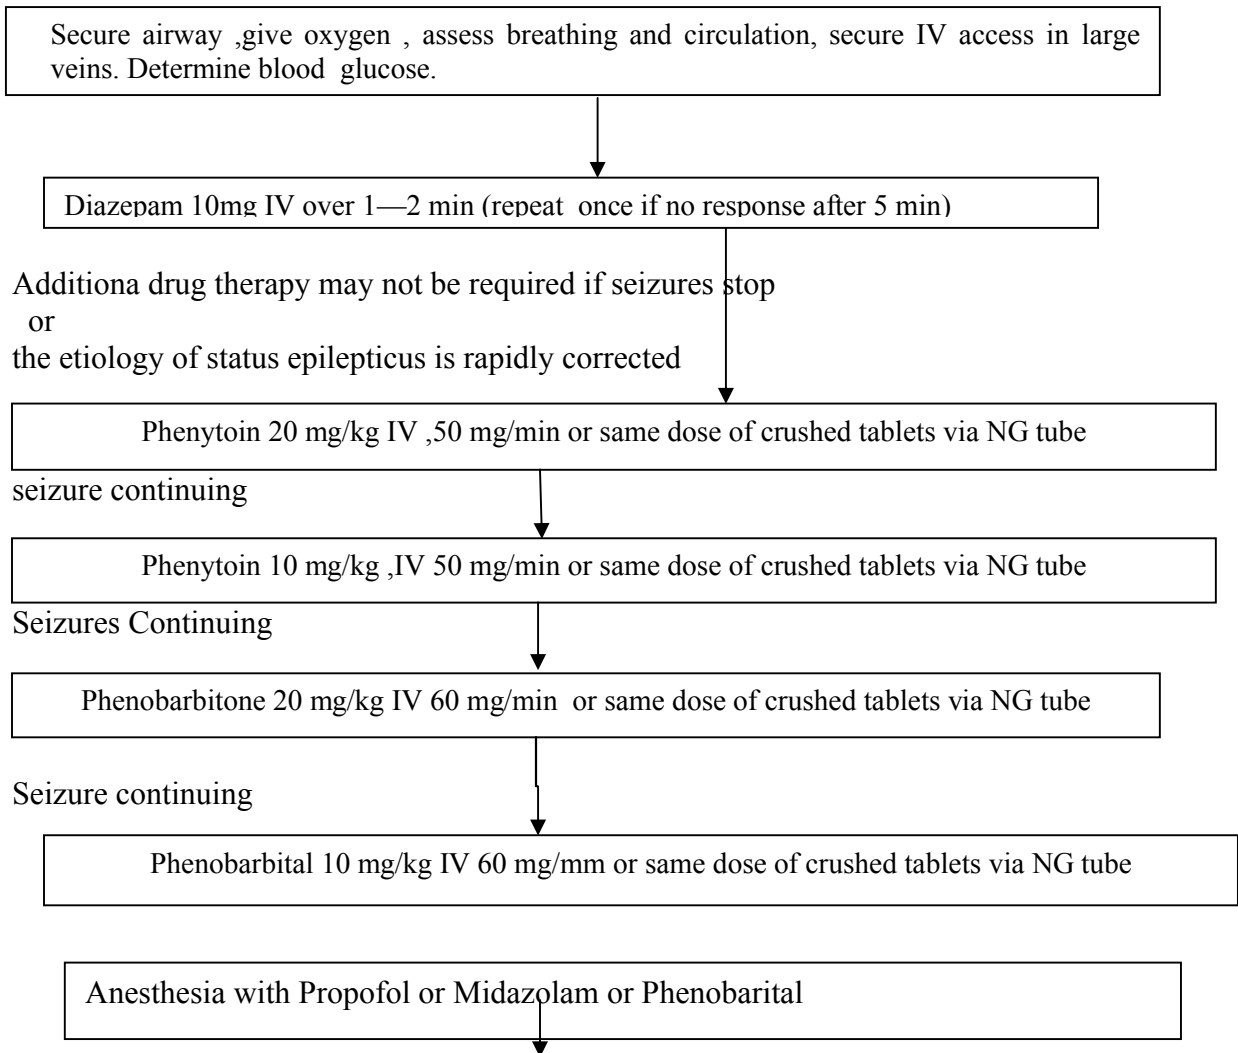 Secure airway ,give oxygen , assess breathing and circulation, secure IV access in large
veins. Determine blood glucose.
Diazepam 10mg IV over 1—2 min (repeat once if no response after 5 min)
Additiona drug therapy may not be required if seizures stop
or
the etiology of status epilepticus is rapidly corrected
Phenytoin 20 mg/kg IV ,50 mg/min or same dose of crushed tablets via NG tube
seizure continuing
Phenytoin 10 mg/kg ,IV 50 mg/min or same dose of crushed tablets via NG tube
Seizures Continuing
Phenobarbitone 20 mg/kg IV 60 mg/min or same dose of crushed tablets via NG tube
Seizure continuing
Phenobarbital 10 mg/kg IV 60 mg/mm or same dose of crushed tablets via NG tube
Anesthesia with Propofol or Midazolam or Phenobarital